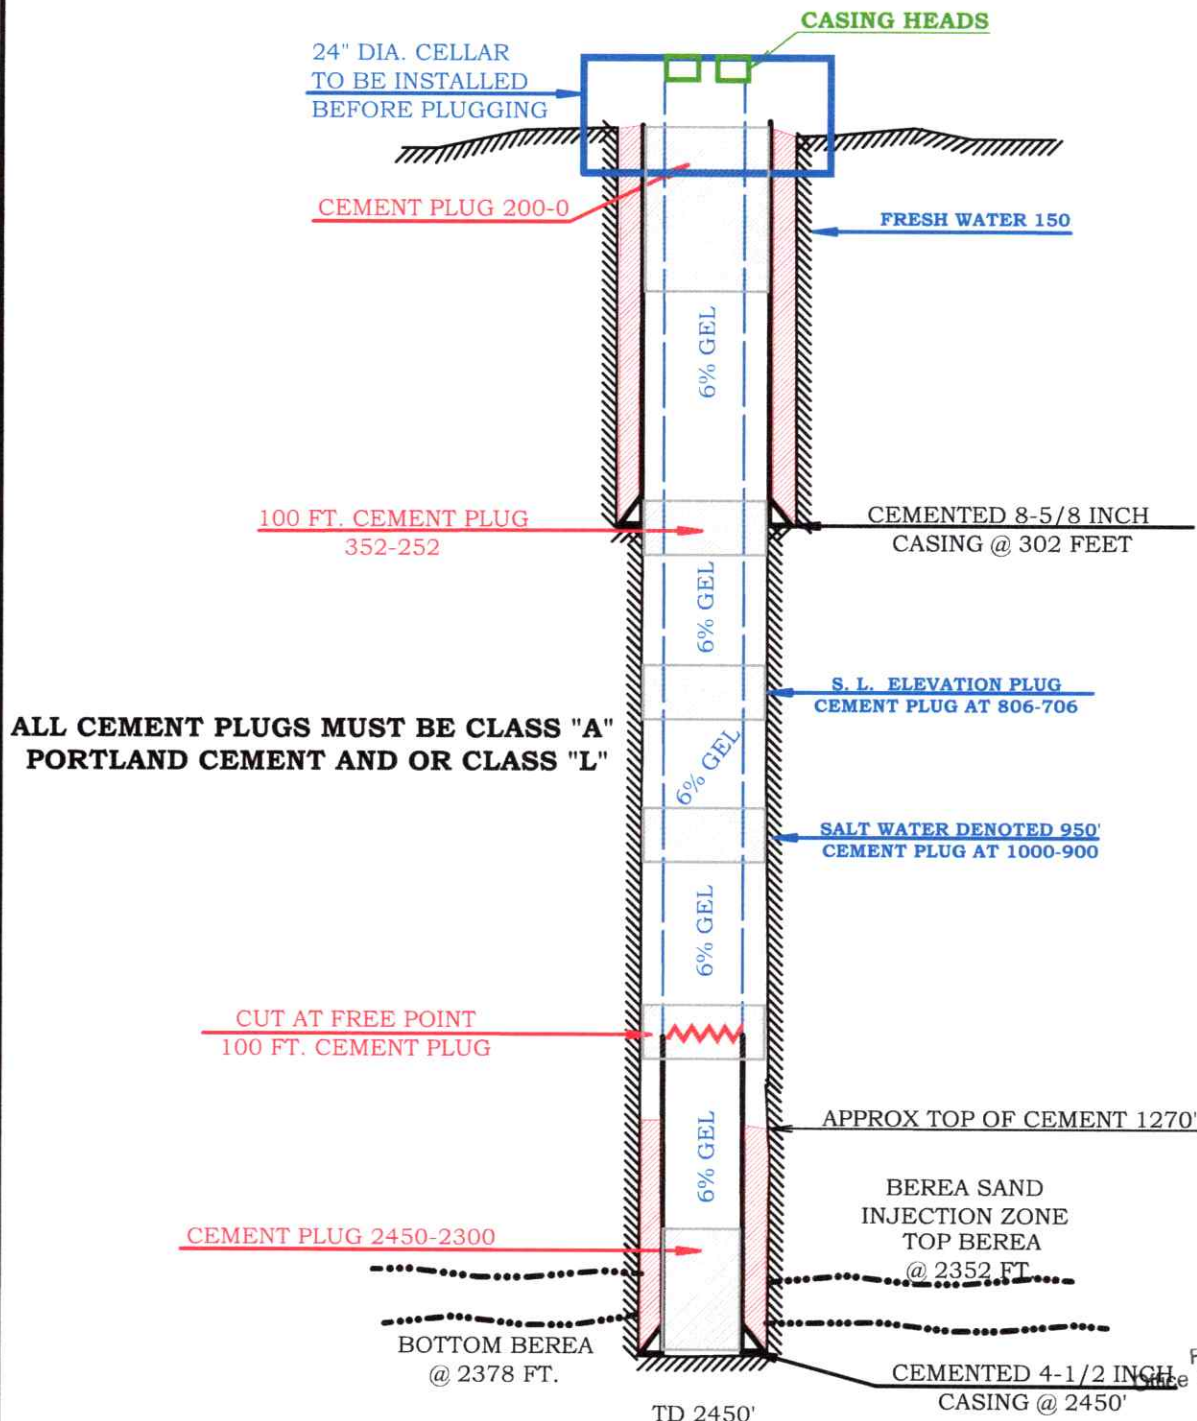 CASING HEADS
24" DIA. CELLAR
TO BE INSTALLED
BEFORE PLUGGING
CEMENT PLUG 200-0
FRESH WATER 150
6% GEL
100 FT. CEMENT PLUG
352-252
CEMENTED 8-5/8 INCH
CASING @ 302 FEET
6% GEL
S. L. ELEVATION PLUG
CEMENT PLUG AT 806-706
ALL CEMENT PLUGS MUST BE CLASS "A"
PORTLAND CEMENT AND OR CLASS "L"
6% GEL
SALT WATER DENOTED 950'
CEMENT PLUG AT 1000-900
6% GEL
CUT AT FREE POINT
100 FT. CEMENT PLUG
APPROX TOP OF CEMENT 1270'
6% GEL
BEREA SAND
INJECTION ZONE
TOP BEREA
@ 2352 FT.
CEMENT PLUG 2450-2300
BOTTOM BEREA
@ 2378 FT.
CEMENTED 4-1/2 INCH
CASING @ 2450'
TD 2450'